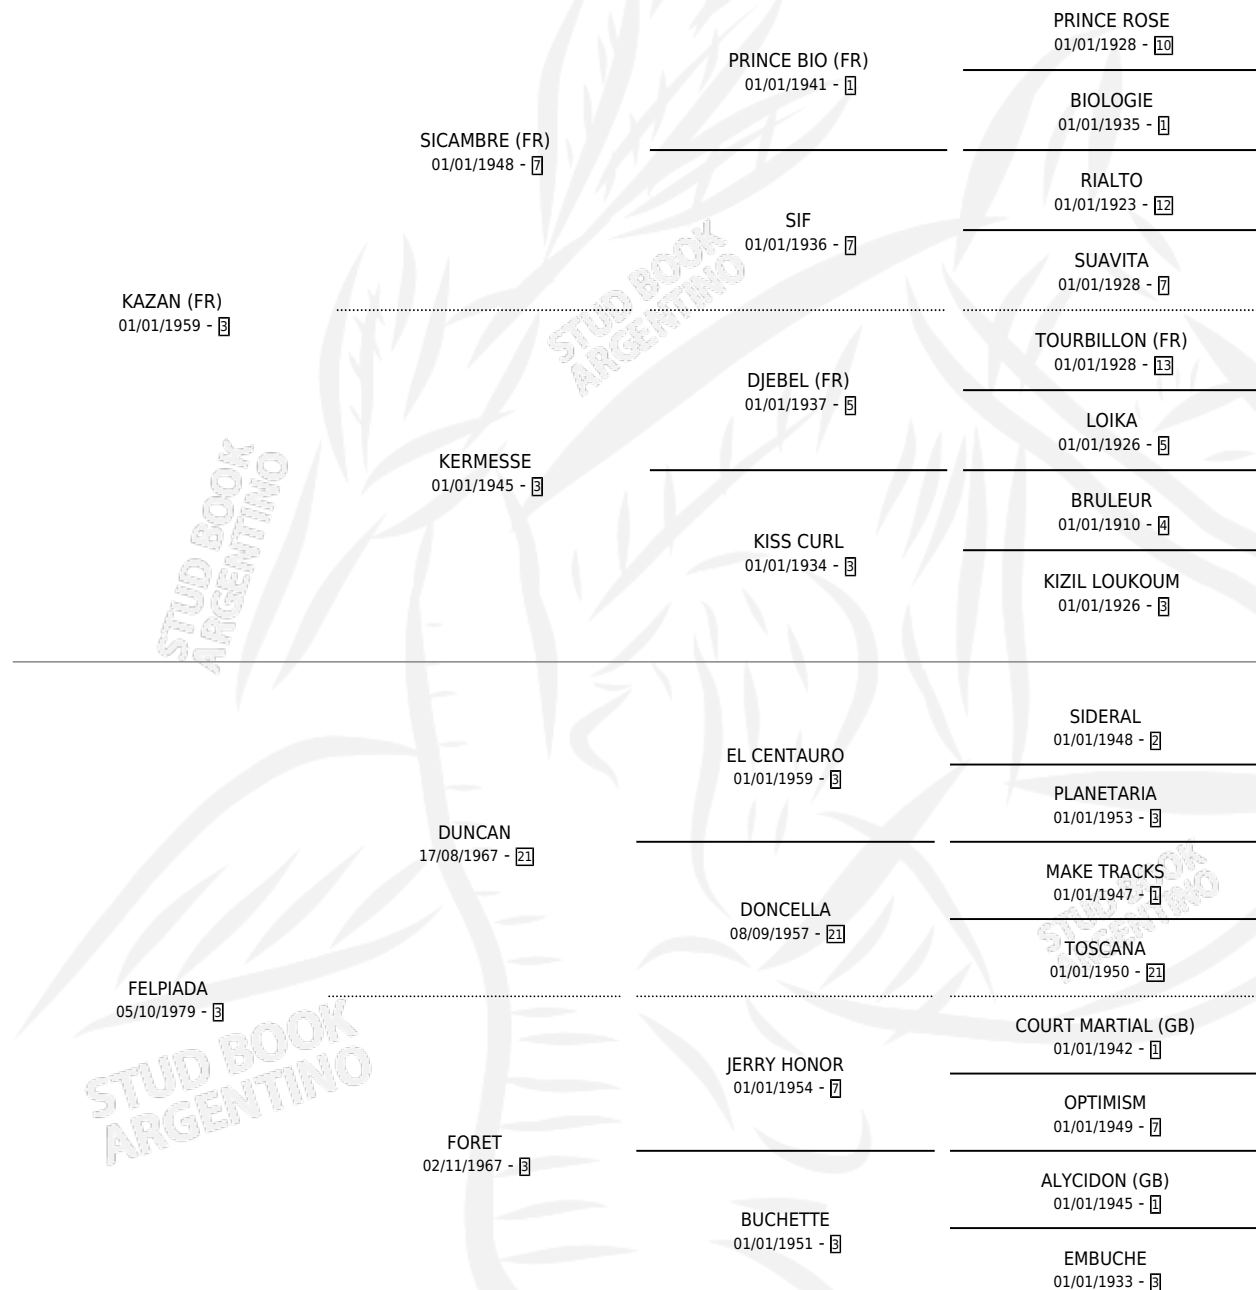 PRINCE ROSE
01/01/1928 - 10
PRINCE BIO (FR)
01/01/1941 - 1
BIOLOGIE
01/01/1935 - 1
SICAMBRE (FR)
01/01/1948 - 7
RIALTO
01/01/1923 - 12
SIF
01/01/1936 - 7
SUAVITA
01/01/1928 - 7
KAZAN (FR)
01/01/1959 - 3
TOURBILLON (FR)
01/01/1928 - 13
DJEBEL (FR)
01/01/1937 - 5
LOIKA
01/01/1926 - 5
KERMESSE
01/01/1945 - 3
BRULEUR
01/01/1910 - 4
KISS CURL
01/01/1934 - 3
KIZIL LOUKOUM
01/01/1926 - 3
SIDERAL
01/01/1948 - 2
EL CENTAURO
01/01/1959 - 3
PLANETARIA
01/01/1953 - 3
DUNCAN
17/08/1967 - 21
MAKE TRACKS
01/01/1947 - 1
DONCELLA
08/09/1957 - 21
TOSCANA
01/01/1950 - 21
FELPIADA
05/10/1979 - 3
COURT MARTIAL (GB)
01/01/1942 - 1
JERRY HONOR
01/01/1954 - 7
OPTIMISM
01/01/1949 - 7
FORET
02/11/1967 - 3
ALYCIDON (GB)
01/01/1945 - 1
BUCHETTE
01/01/1951 - 3
EMBUCHE
01/01/1933 - 3
STUD BOOK
ARGENTINO
STUD BOOK
ARGENTINO
STUD BOOK
ARGENTINO
STUD BOOK
ARGENTINO